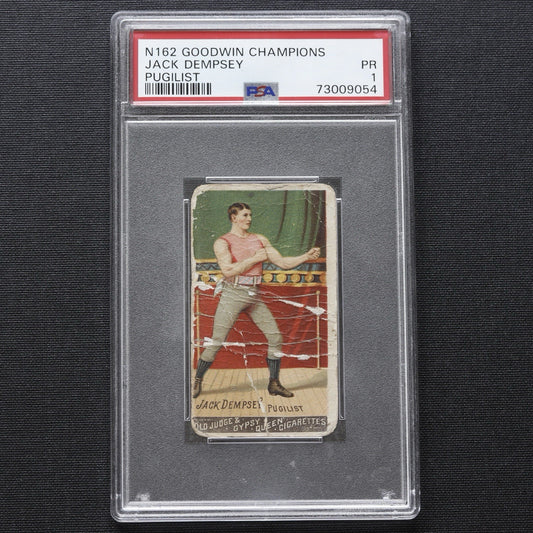 N162 GOODWIN CHAMPIONS
JACK DEMPSEY PR
PUGILIST 1
PSA 73009054
JACK DEMPSEY PUGILIST
OLD JUDGE & GYPSY QUEEN CIGARETTES